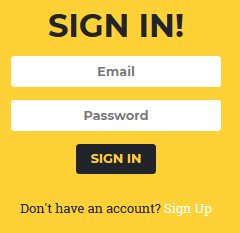 SIGN IN!
Email
Password
SIGN IN
Don't have an account? Sign Up